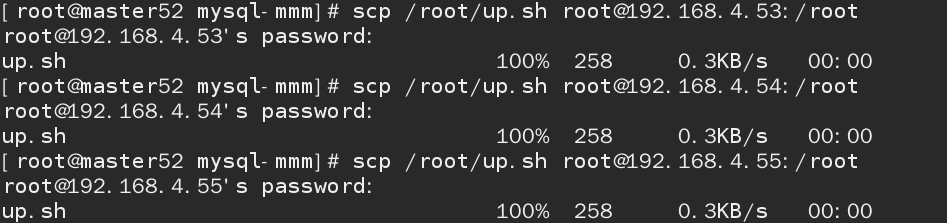 [root@master52 mysql-mmm]# scp /root/up.sh root@192.168.4.53:/root
root@192.168.4.53's password:
up.sh 100% 258 0.3KB/s 00:00
[root@master52 mysql-mmm]# scp /root/up.sh root@192.168.4.54:/root
root@192.168.4.54's password:
up.sh 100% 258 0.3KB/s 00:00
[root@master52 mysql-mmm]# scp /root/up.sh root@192.168.4.55:/root
root@192.168.4.55's password:
up.sh 100% 258 0.3KB/s 00:00